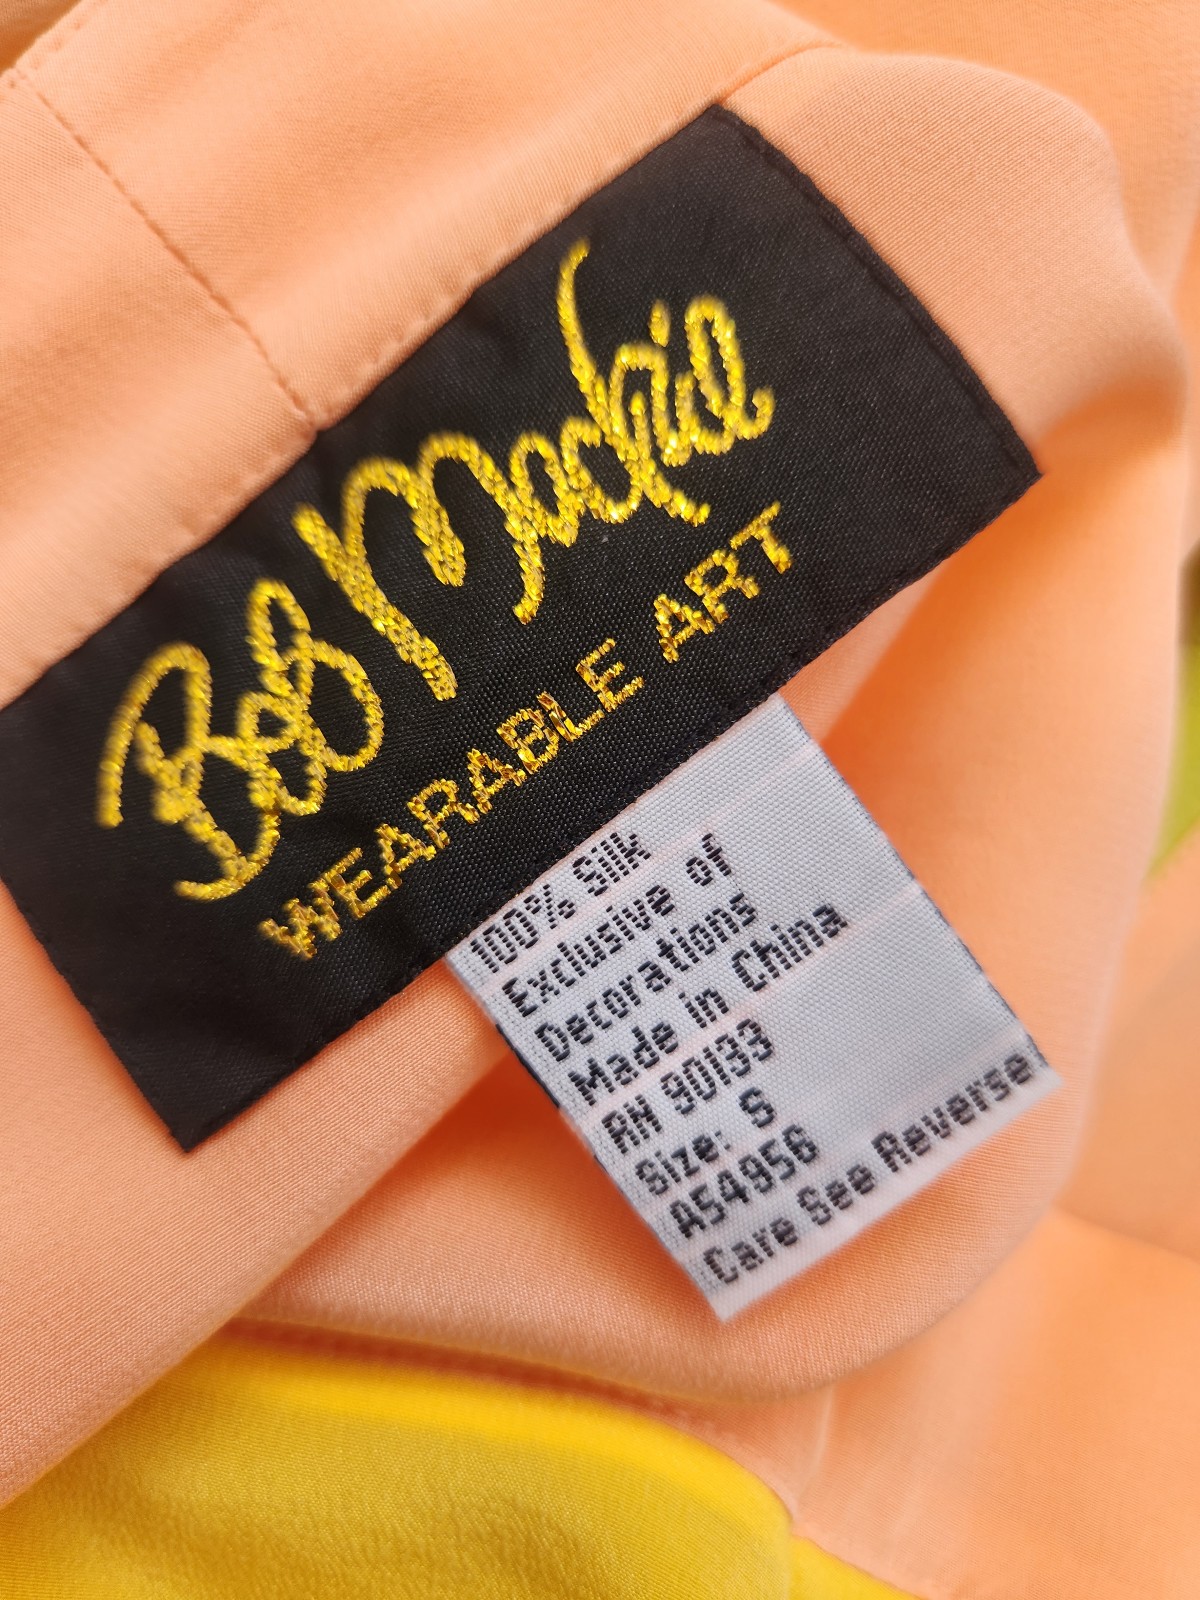 Bob Mackie
WEARABLE ART
100% Silk
Exclusive of
Decorations
Made in China
RN 90133
Size: S
A54956
Care See Reverse